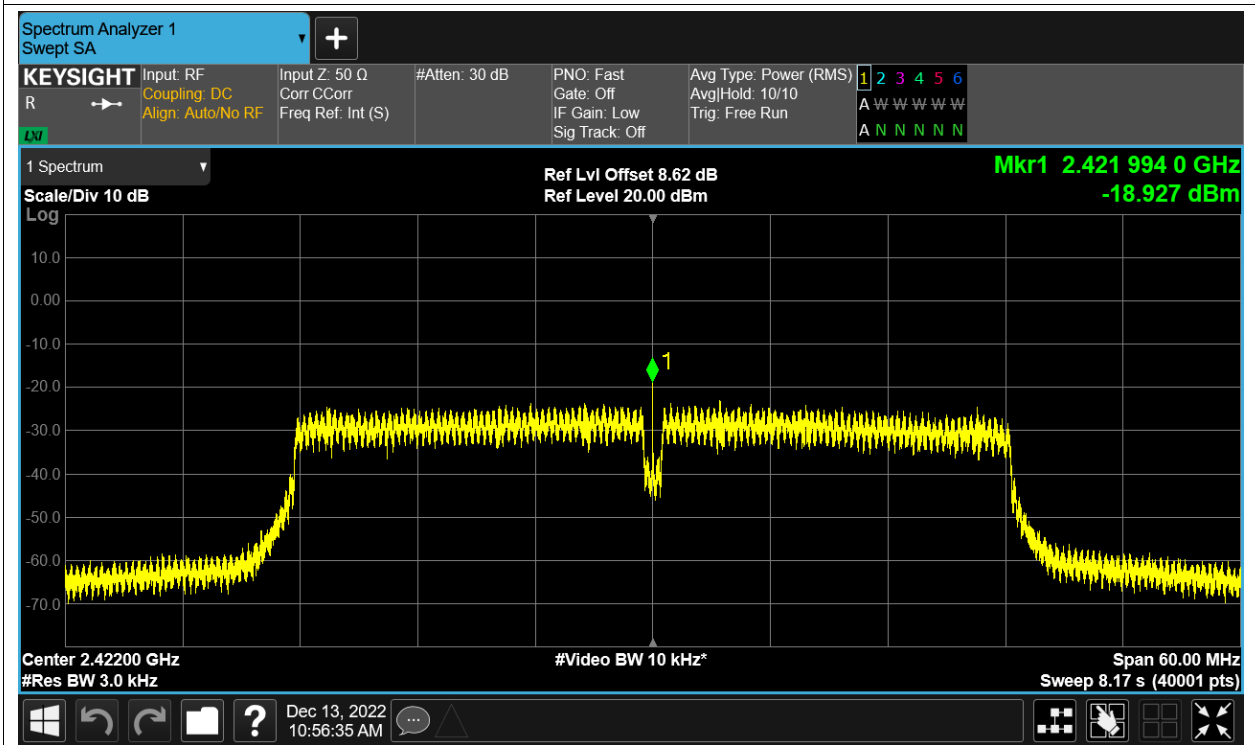 Spectrum Analyzer 1
Swept SA
KEYSIGHT
R
LXI
Input: RF
Coupling: DC
Align: Auto/No RF
Input Z: 50 Ω
Corr CCorr
Freq Ref: Int (S)
#Atten: 30 dB
PNO: Fast
Gate: Off
IF Gain: Low
Sig Track: Off
Avg Type: Power (RMS)
Avg|Hold: 10/10
Trig: Free Run
1 2 3 4 5 6
A W W W W W
A N N N N N
1 Spectrum
Scale/Div 10 dB
Log
Ref Lvl Offset 8.62 dB
Ref Level 20.00 dBm
Mkr1 2.421 994 0 GHz
-18.927 dBm
10.0
0.00
-10.0
1
-20.0
-30.0
-40.0
-50.0
-60.0
-70.0
Center 2.42200 GHz
#Res BW 3.0 kHz
#Video BW 10 kHz*
Span 60.00 MHz
Sweep 8.17 s (40001 pts)
?
Dec 13, 2022
10:56:35 AM